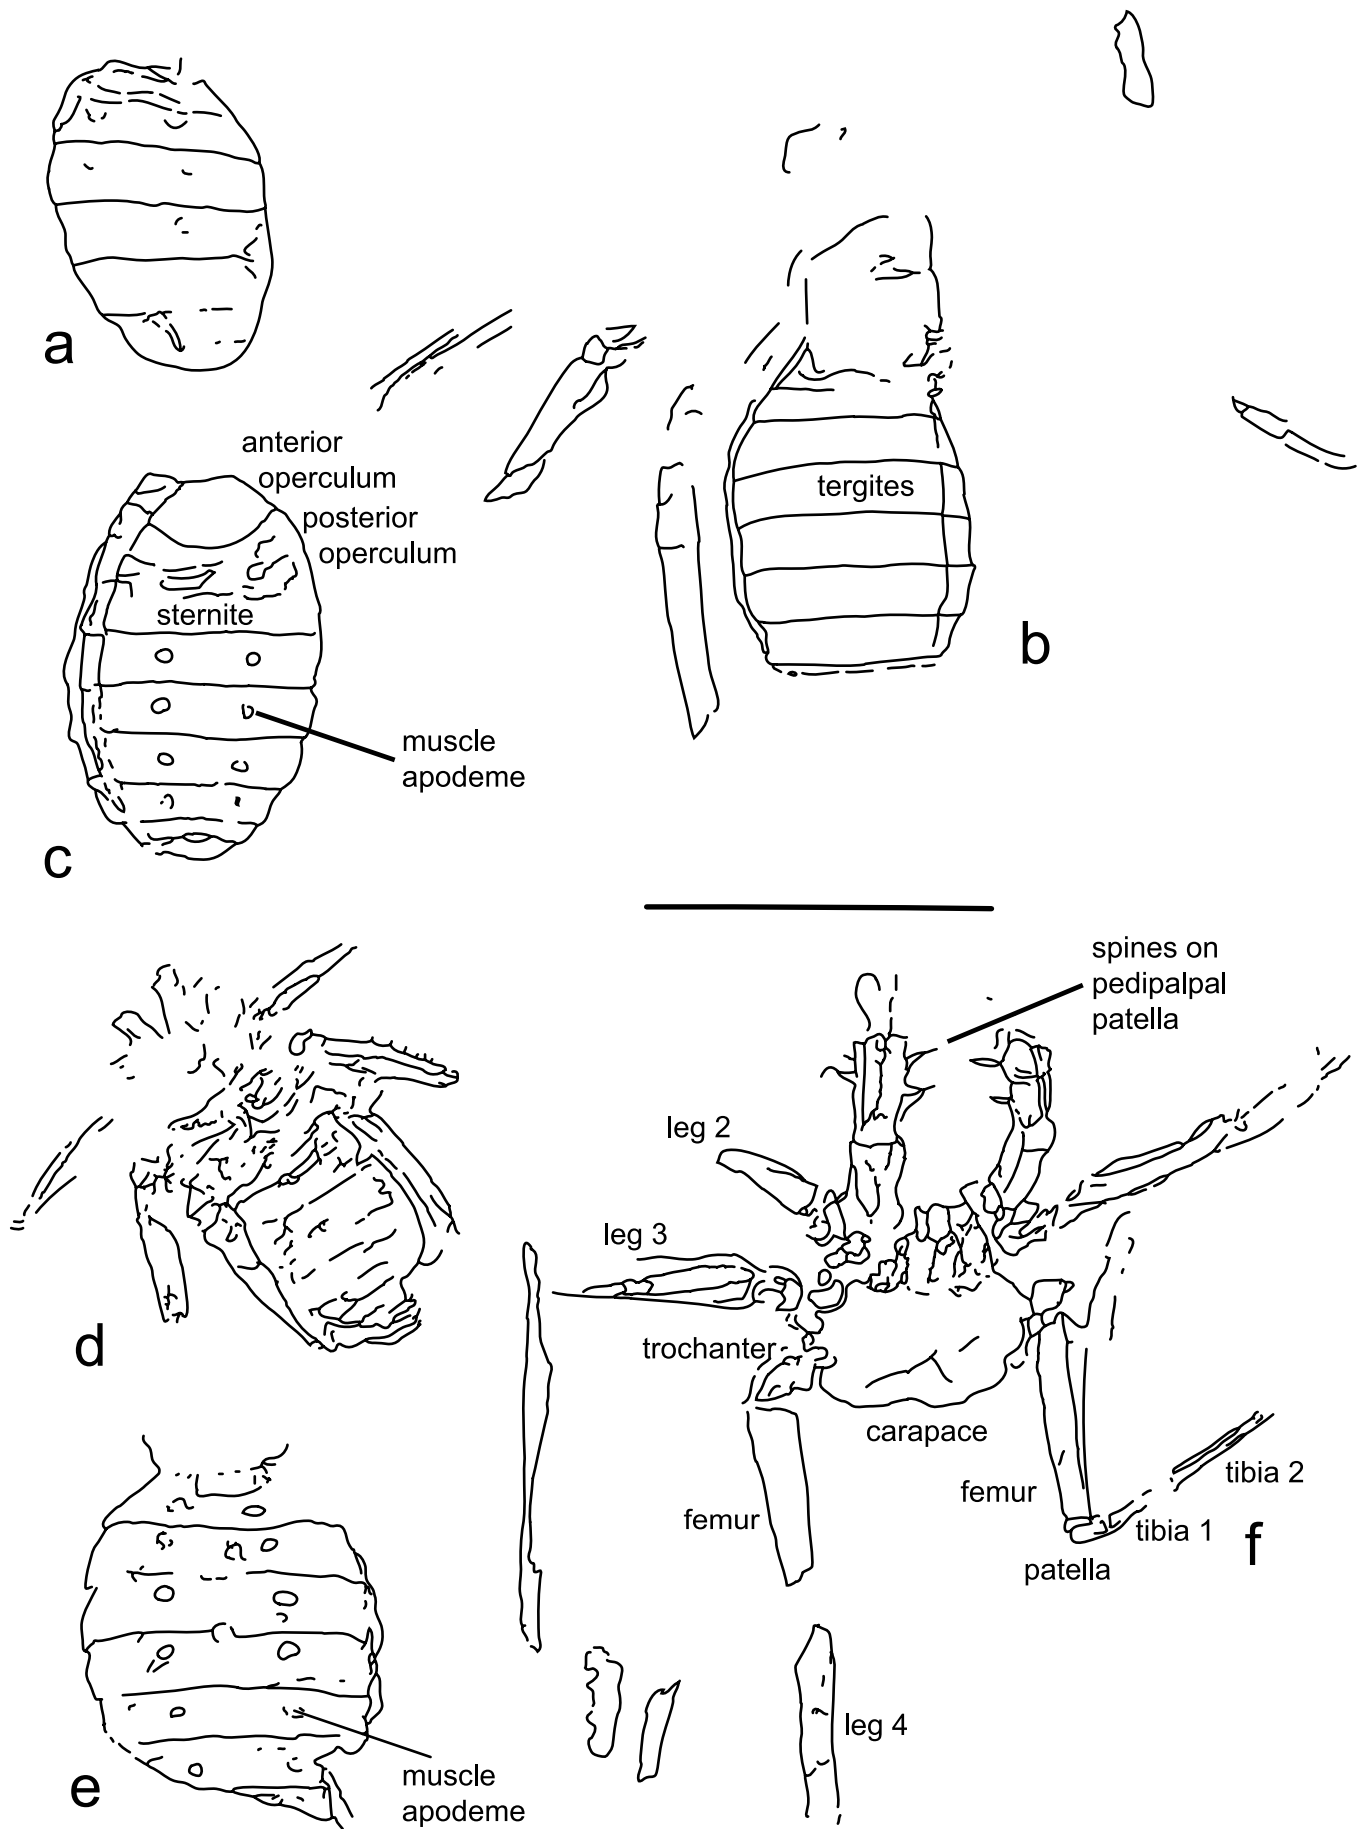 a
anterior
operculum
posterior
operculum
sternite
muscle
apodeme
c
tergites
b
d
spines on
pedipalpal
patella
leg 2
leg 3
trochanter
carapace
femur
femur
tibia 2
tibia 1
patella
f
leg 4
e
muscle
apodeme